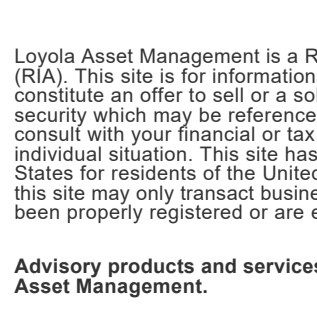 Loyola Asset Management is a R
(RIA). This site is for information
constitute an offer to sell or a so
security which may be reference
consult with your financial or tax
individual situation. This site has
States for residents of the United
this site may only transact busine
been properly registered or are e
Advisory products and services
Asset Management.